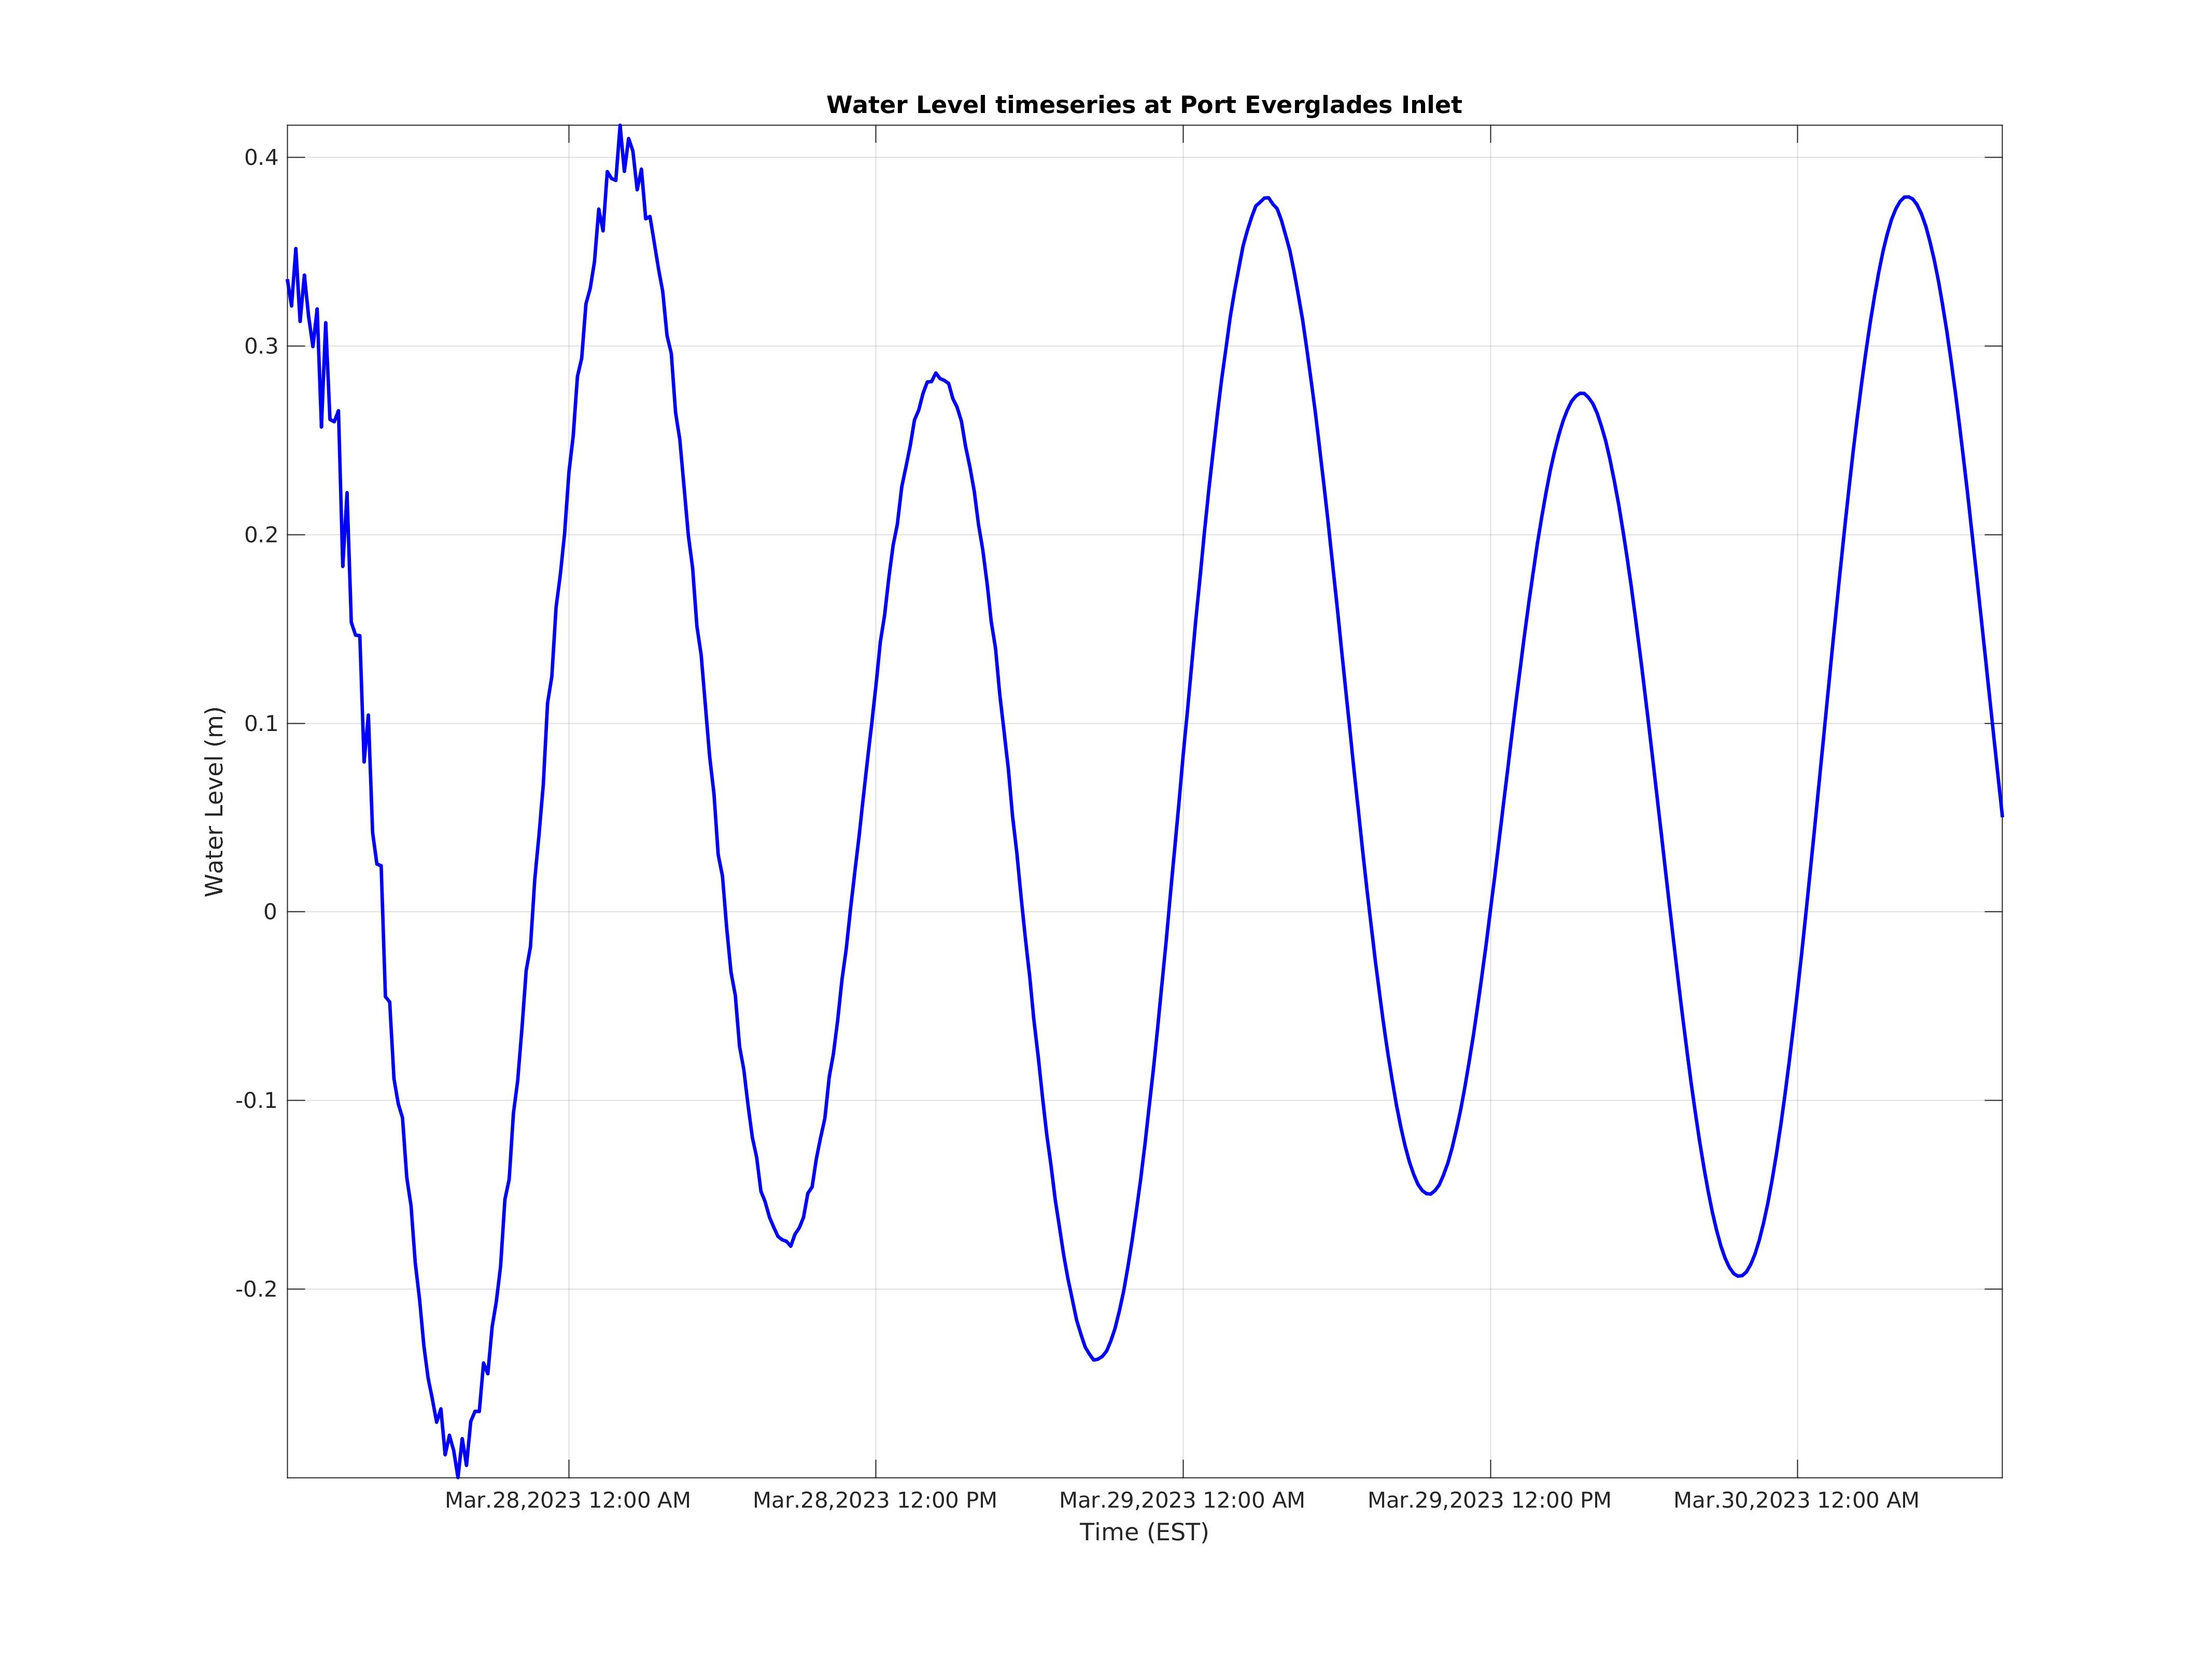 Water Level timeseries at Port Everglades Inlet
0.4
0.3
0.2
0.1
0
-0.1
-0.2
Water Level (m)
Mar.28,2023 12:00 AM
Mar.28,2023 12:00 PM
Mar.29,2023 12:00 AM
Mar.29,2023 12:00 PM
Mar.30,2023 12:00 AM
Time (EST)